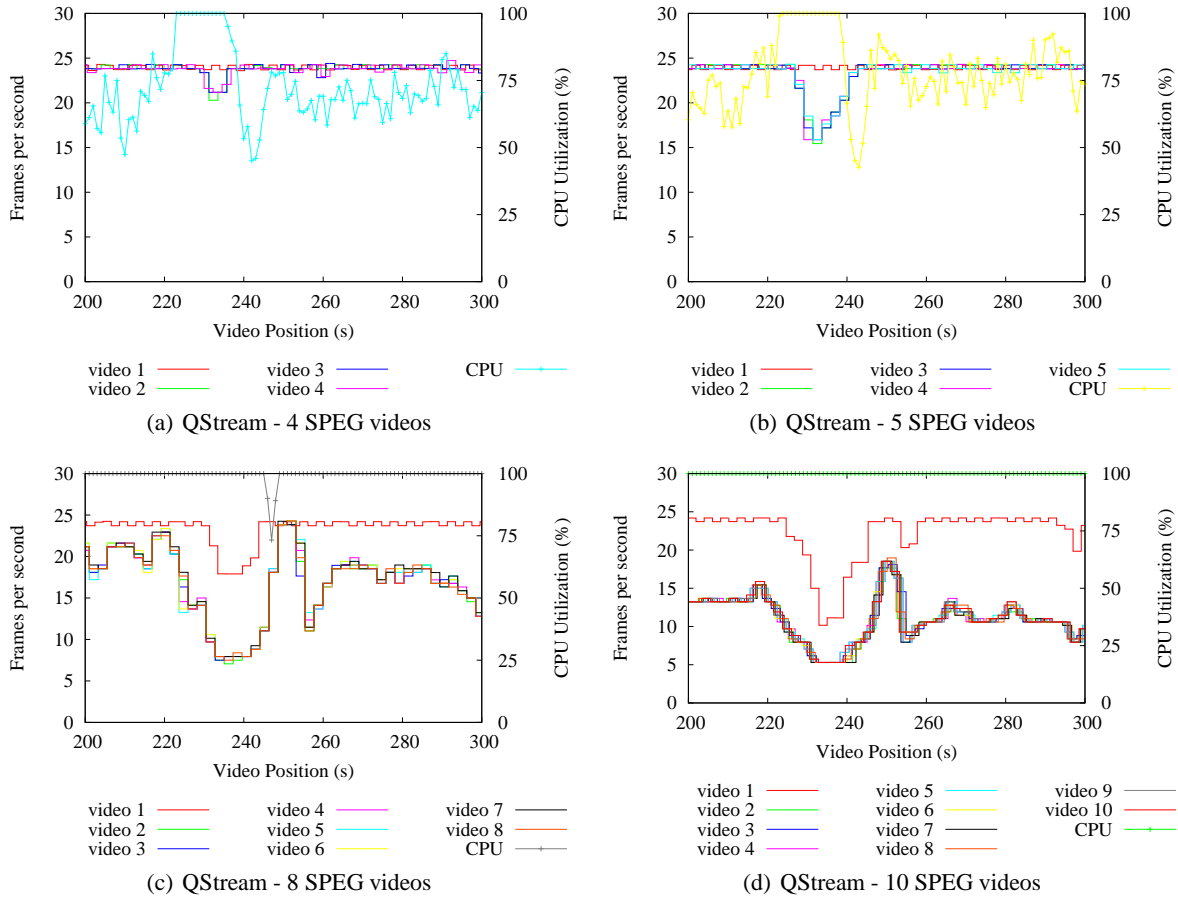 30
25
20
15
10
5
0
Frames per second
100
75
50
25
0
CPU Utilization (%)
200 220 240 260 280 300
Video Position (s)
video 1 video 3 CPU
video 2 video 4
(a) QStream - 4 SPEG videos
30
25
20
15
10
5
0
Frames per second
100
75
50
25
0
CPU Utilization (%)
200 220 240 260 280 300
Video Position (s)
video 1 video 3 video 5
video 2 video 4 CPU
(b) QStream - 5 SPEG videos
30
25
20
15
10
5
0
Frames per second
100
75
50
25
0
CPU Utilization (%)
200 220 240 260 280 300
Video Position (s)
video 1 video 4 video 7
video 2 video 5 video 8
video 3 video 6 CPU
(c) QStream - 8 SPEG videos
30
25
20
15
10
5
0
Frames per second
100
75
50
25
0
CPU Utilization (%)
200 220 240 260 280 300
Video Position (s)
video 1 video 5 video 9
video 2 video 6 video 10
video 3 video 7 CPU
video 4 video 8
(d) QStream - 10 SPEG videos